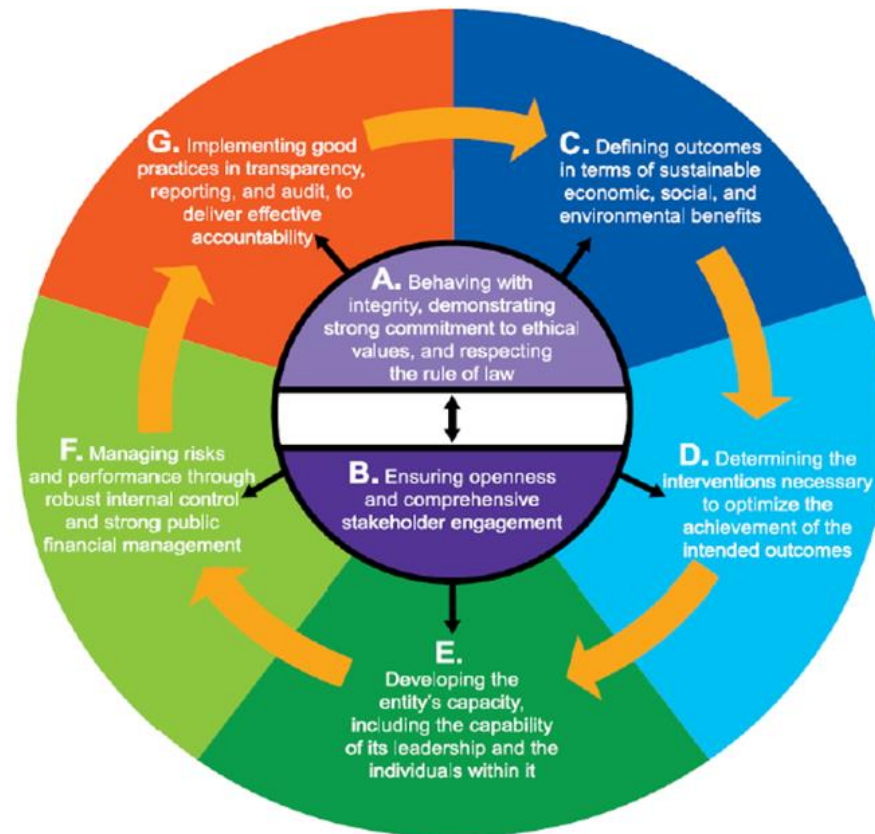 G. Implementing good
practices in transparency,
reporting, and audit, to
deliver effective
accountability
C. Defining outcomes
in terms of sustainable
economic, social, and
environmental benefits
A. Behaving with
integrity, demonstrating
strong commitment to ethical
values, and respecting
the rule of law
F. Managing risks
and performance through
robust internal control
and strong public
financial management
B. Ensuring openness
and comprehensive
stakeholder engagement
D. Determining the
interventions necessary
to optimize the
achievement of the
intended outcomes
E.
Developing the
entity's capacity,
including the capability
of its leadership and the
individuals within it